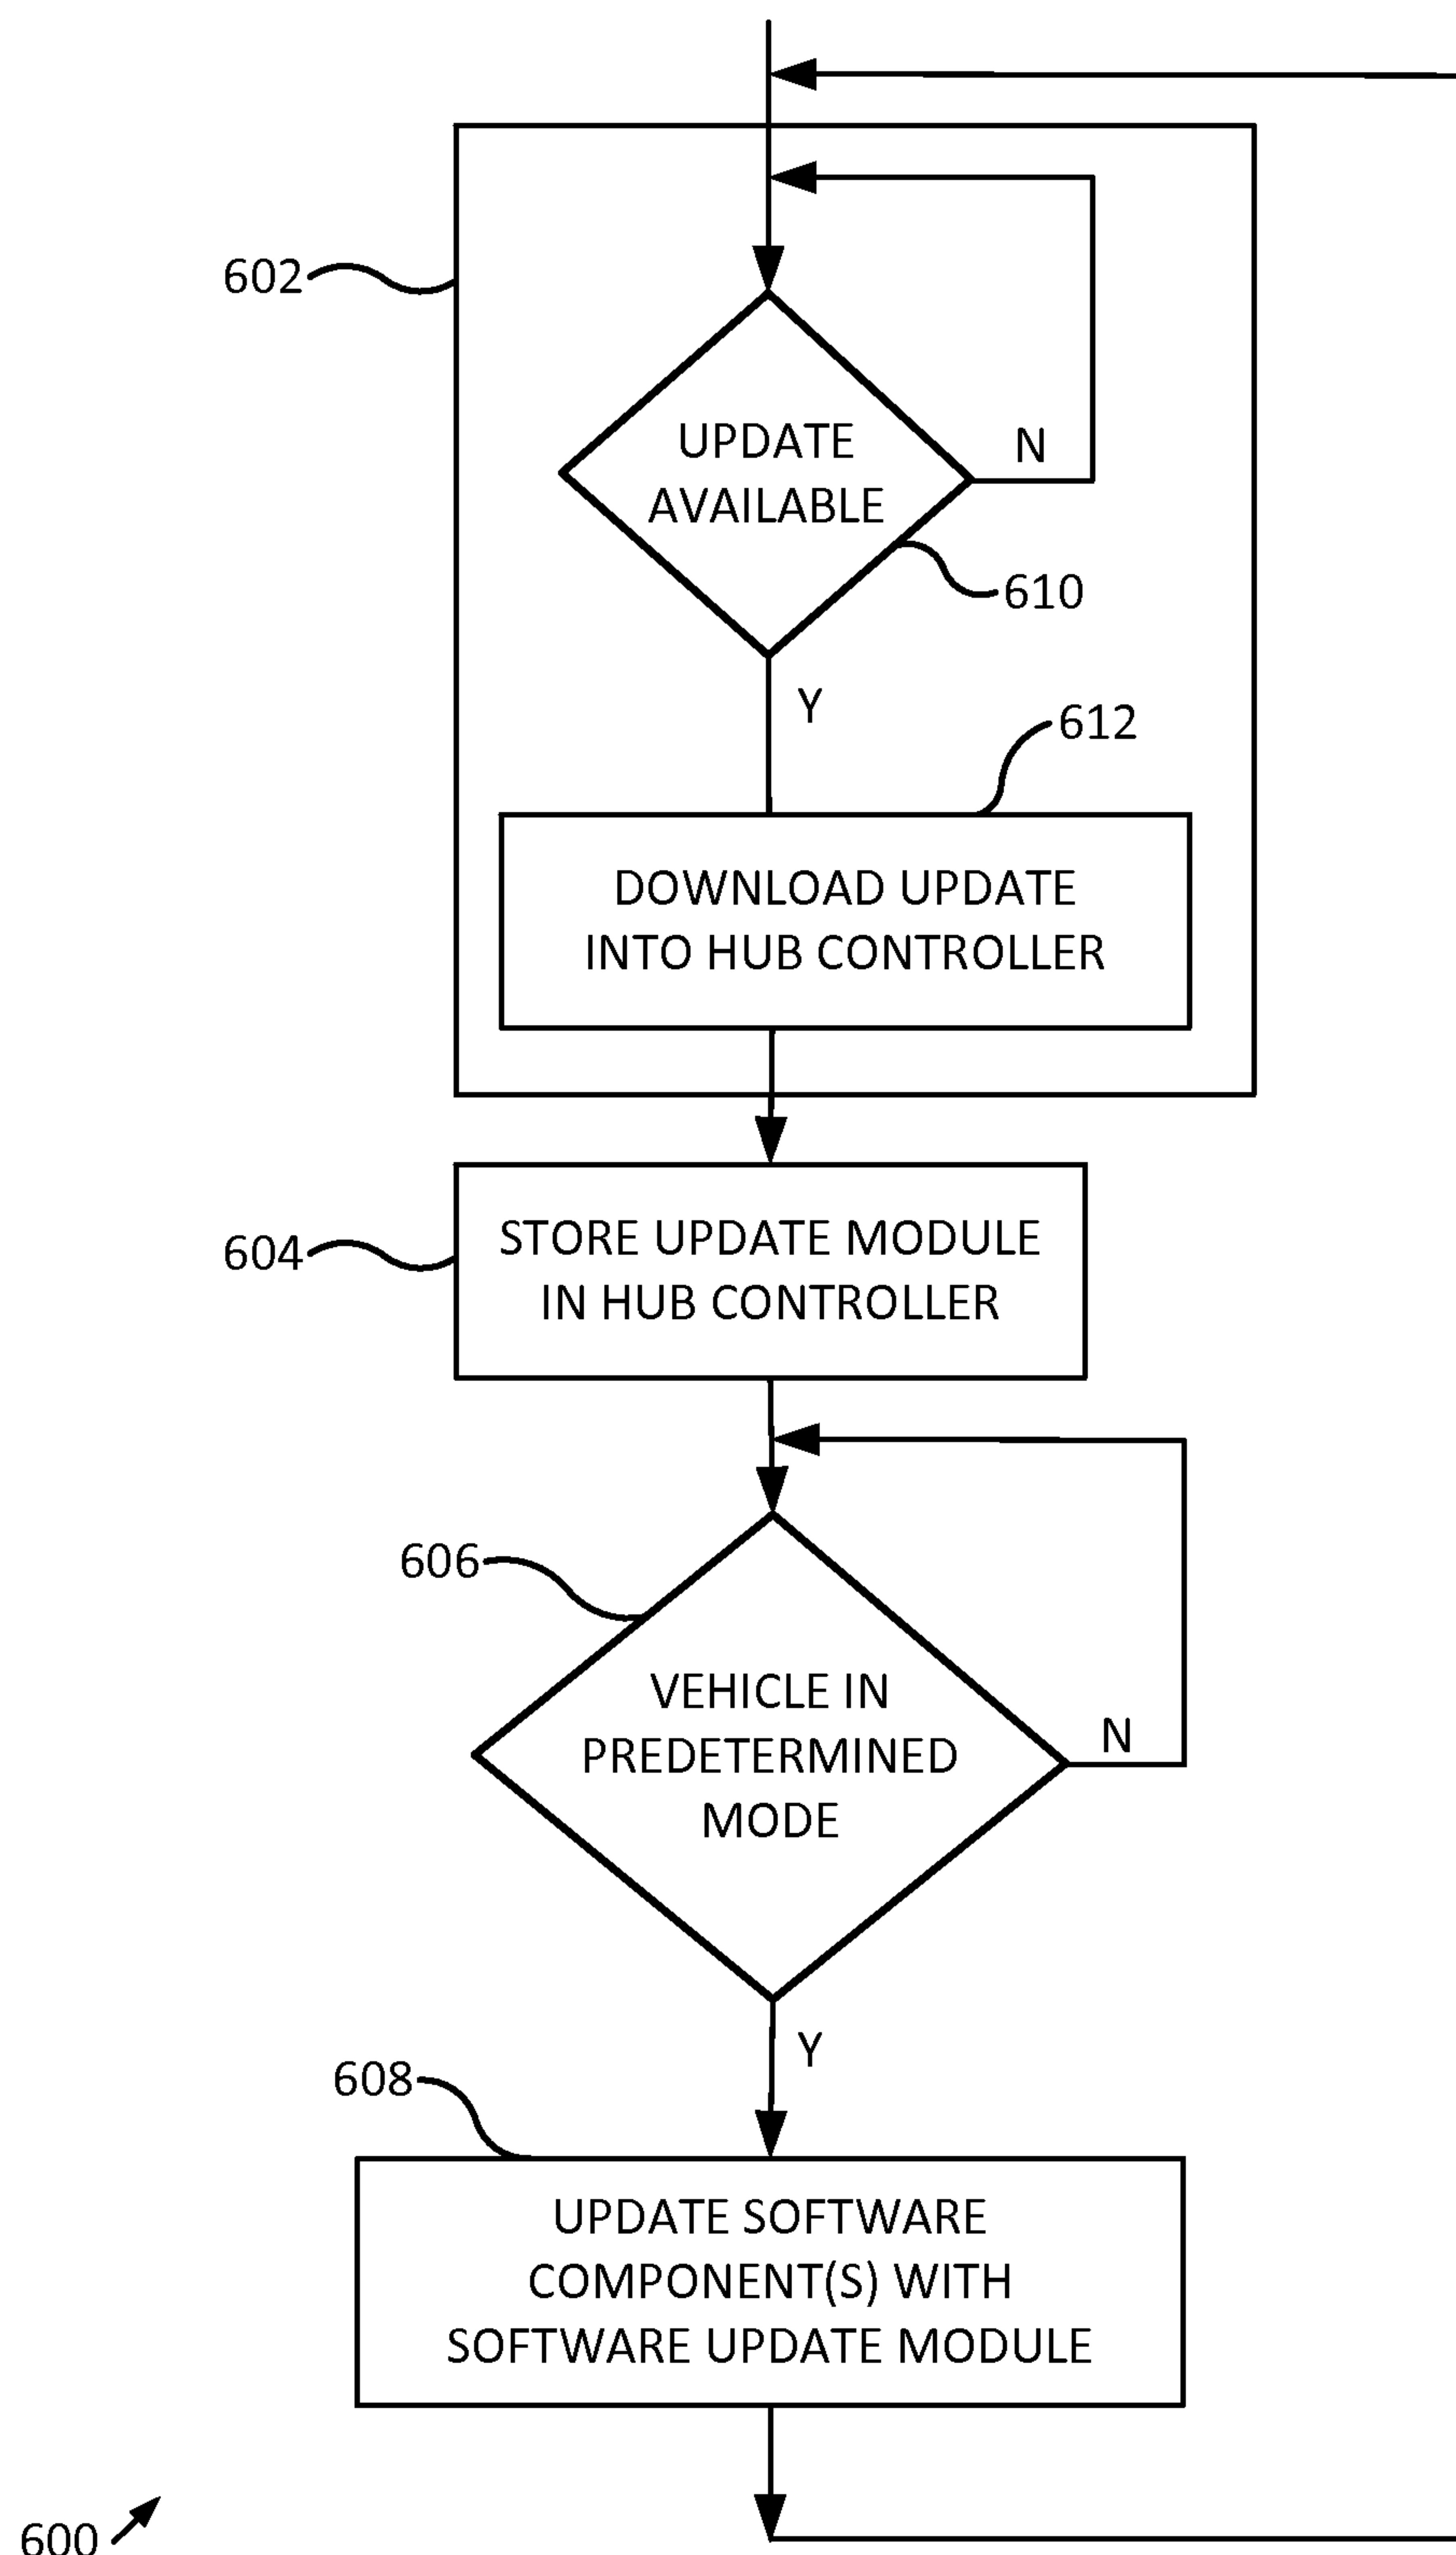 602
UPDATE
AVAILABLE
N
610
Y
612
DOWNLOAD UPDATE
INTO HUB CONTROLLER
604
STORE UPDATE MODULE
IN HUB CONTROLLER
606
VEHICLE IN
PREDETERMINED
MODE
N
Y
608
UPDATE SOFTWARE
COMPONENT(S) WITH
SOFTWARE UPDATE MODULE
600